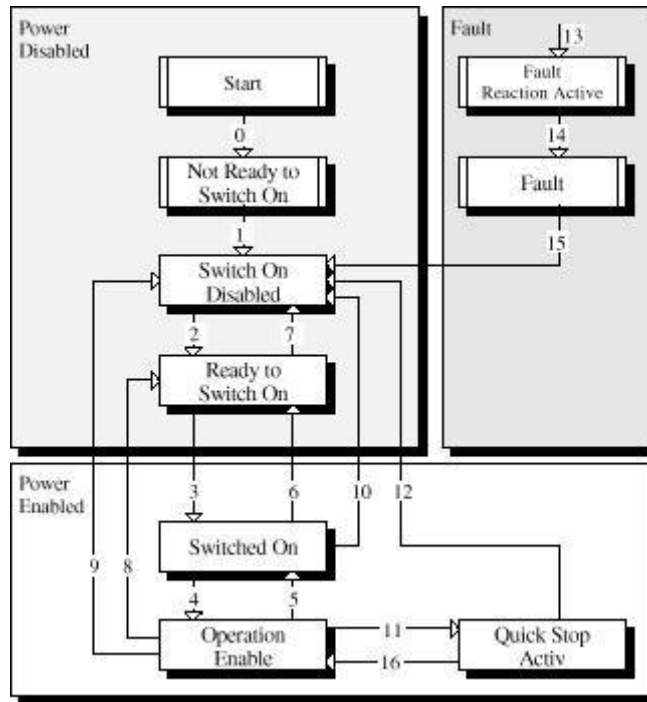 Power
Disabled
Fault
13
Start
Fault
Reaction Active
0
14
Not Ready to
Switch On
Fault
1
15
Switch On
Disabled
2
7
Ready to
Switch On
Power
Enabled
3
6
10
12
Switched On
9
8
4
5
Operation
Enable
11
16
Quick Stop
Activ